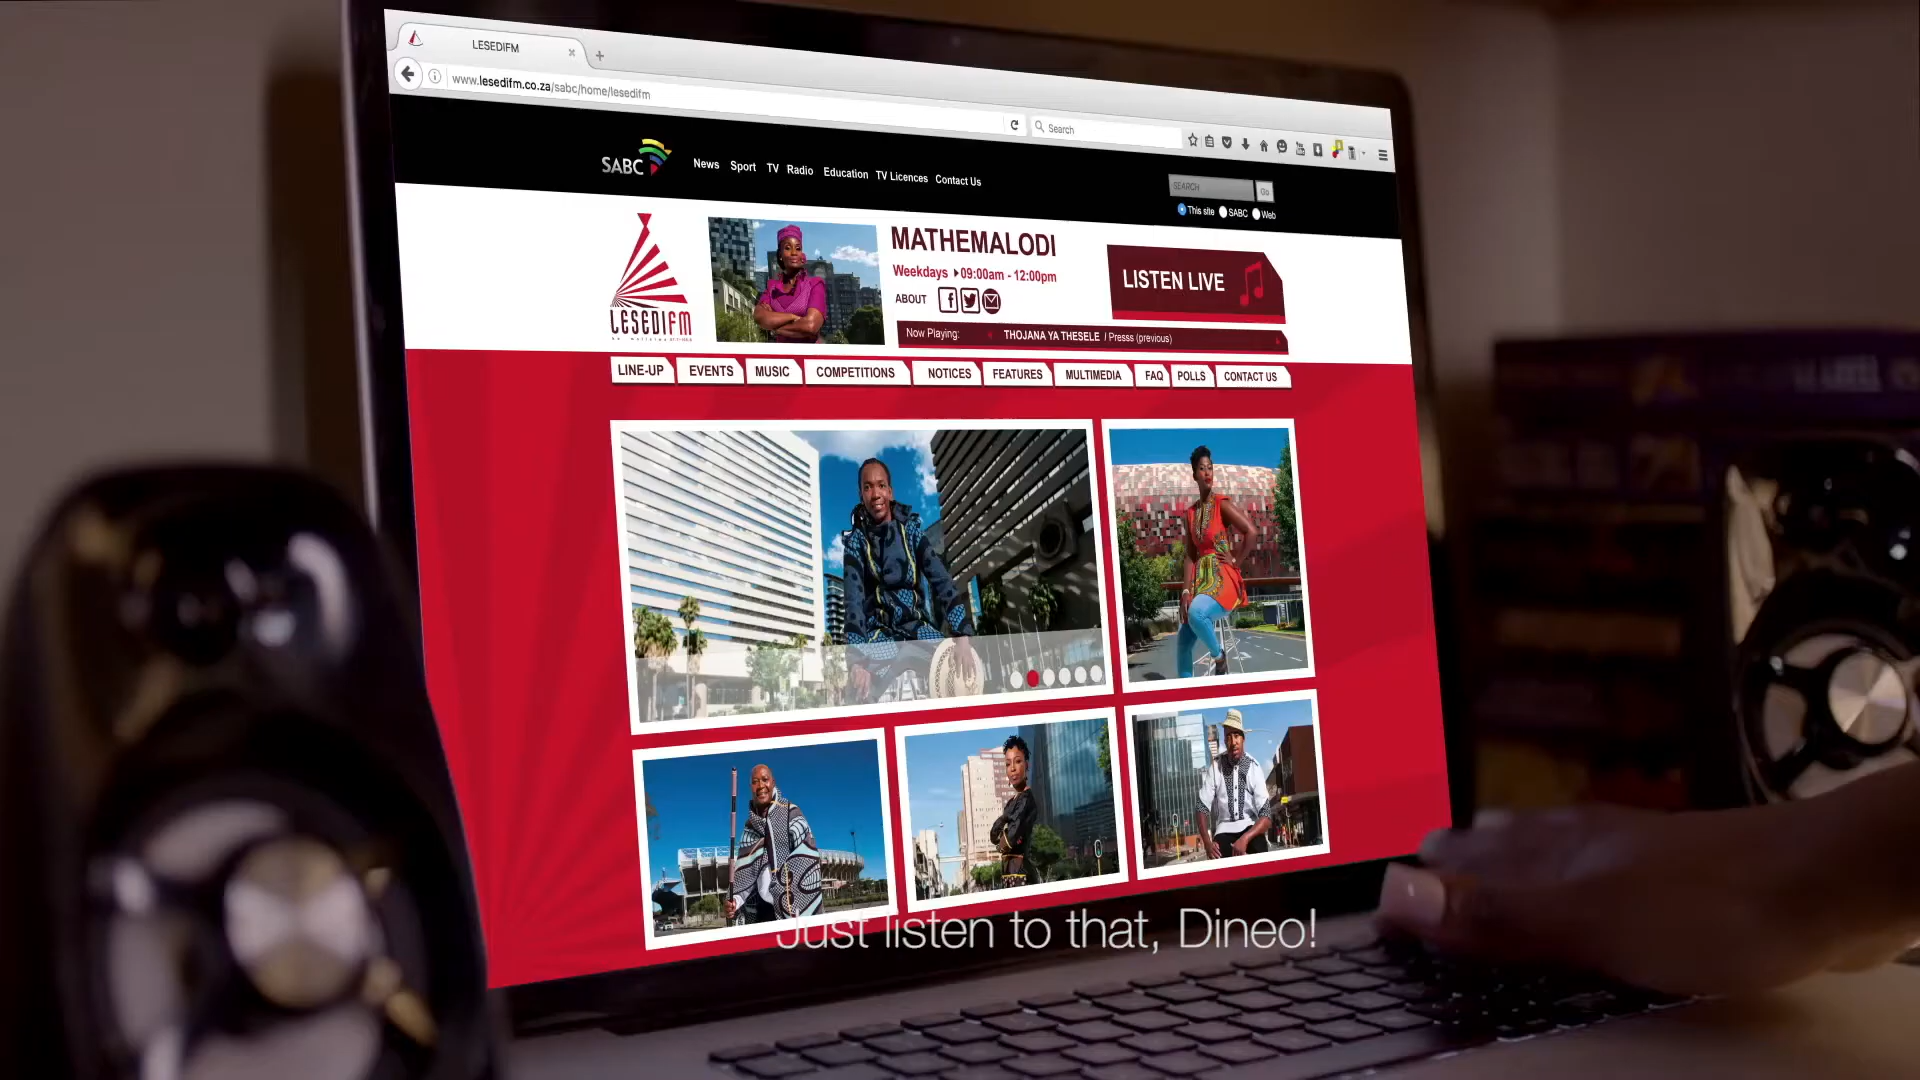 LESEDIFM
www.lesedifm.co.za/sabc/home/lesedifm
Search
SABC
News Sport TV Radio Education TV Licences Contact Us
SEARCH Go
This site SABC Web
LESEDIFM
MATHEMALODI
Weekdays 09:00am - 12:00pm
ABOUT
LISTEN LIVE
Now Playing: THOJANA YA THESELE / Presss (previous)
LINE-UP EVENTS MUSIC COMPETITIONS NOTICES FEATURES MULTIMEDIA FAQ POLLS CONTACT US
Just listen to that, Dineo!